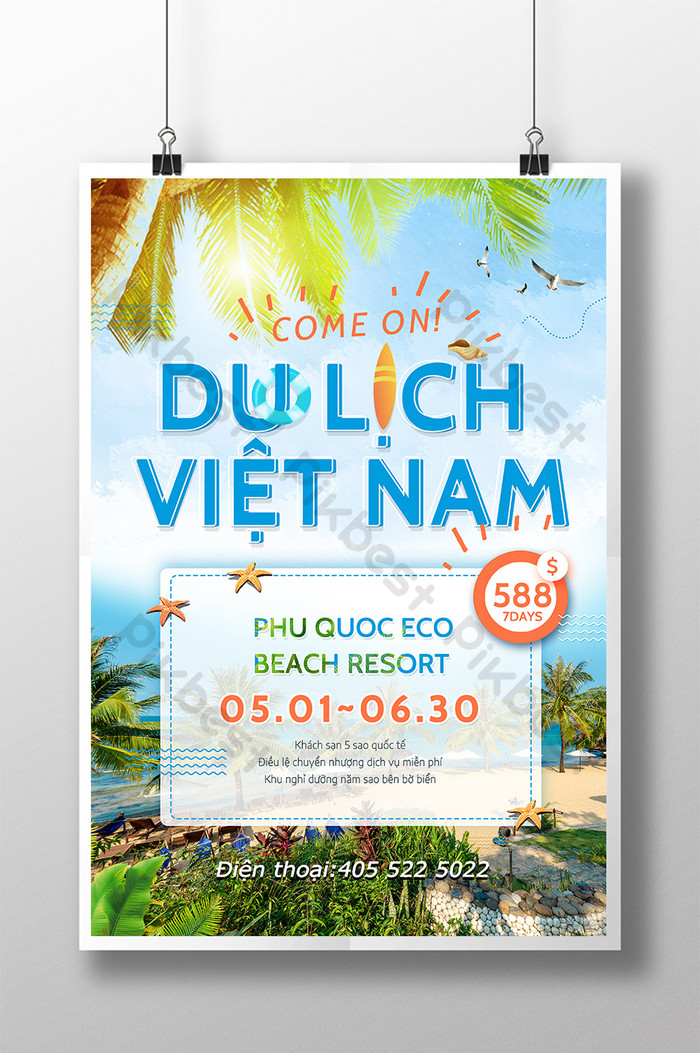 COME ON!
DU LỊCH
VIỆT NAM
$
588
7DAYS
PHU QUOC ECO
BEACH RESORT
05.01~06.30
Khách sạn 5 sao quốc tế
Điều lệ chuyển nhượng dịch vụ miễn phí
Khu nghỉ dưỡng năm sao bên bờ biển
Điện thoại:405 522 5022
pikbest